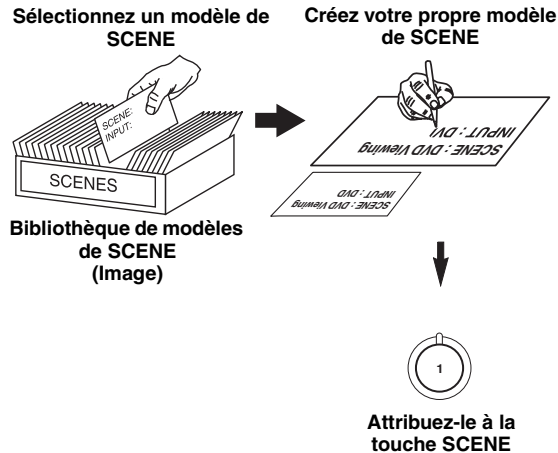 Sélectionnez un modèle de
SCENE
Créez votre propre modèle
de SCENE
SCENE:
INPUT:
SCENES
SCENE : DVD Viewing
INPUT : DV
SCENE : DVD Viewing
INPUT : DVD
Bibliothèque de modèles
de SCENE
(Image)
1
Attribuez-le à la
touche SCENE